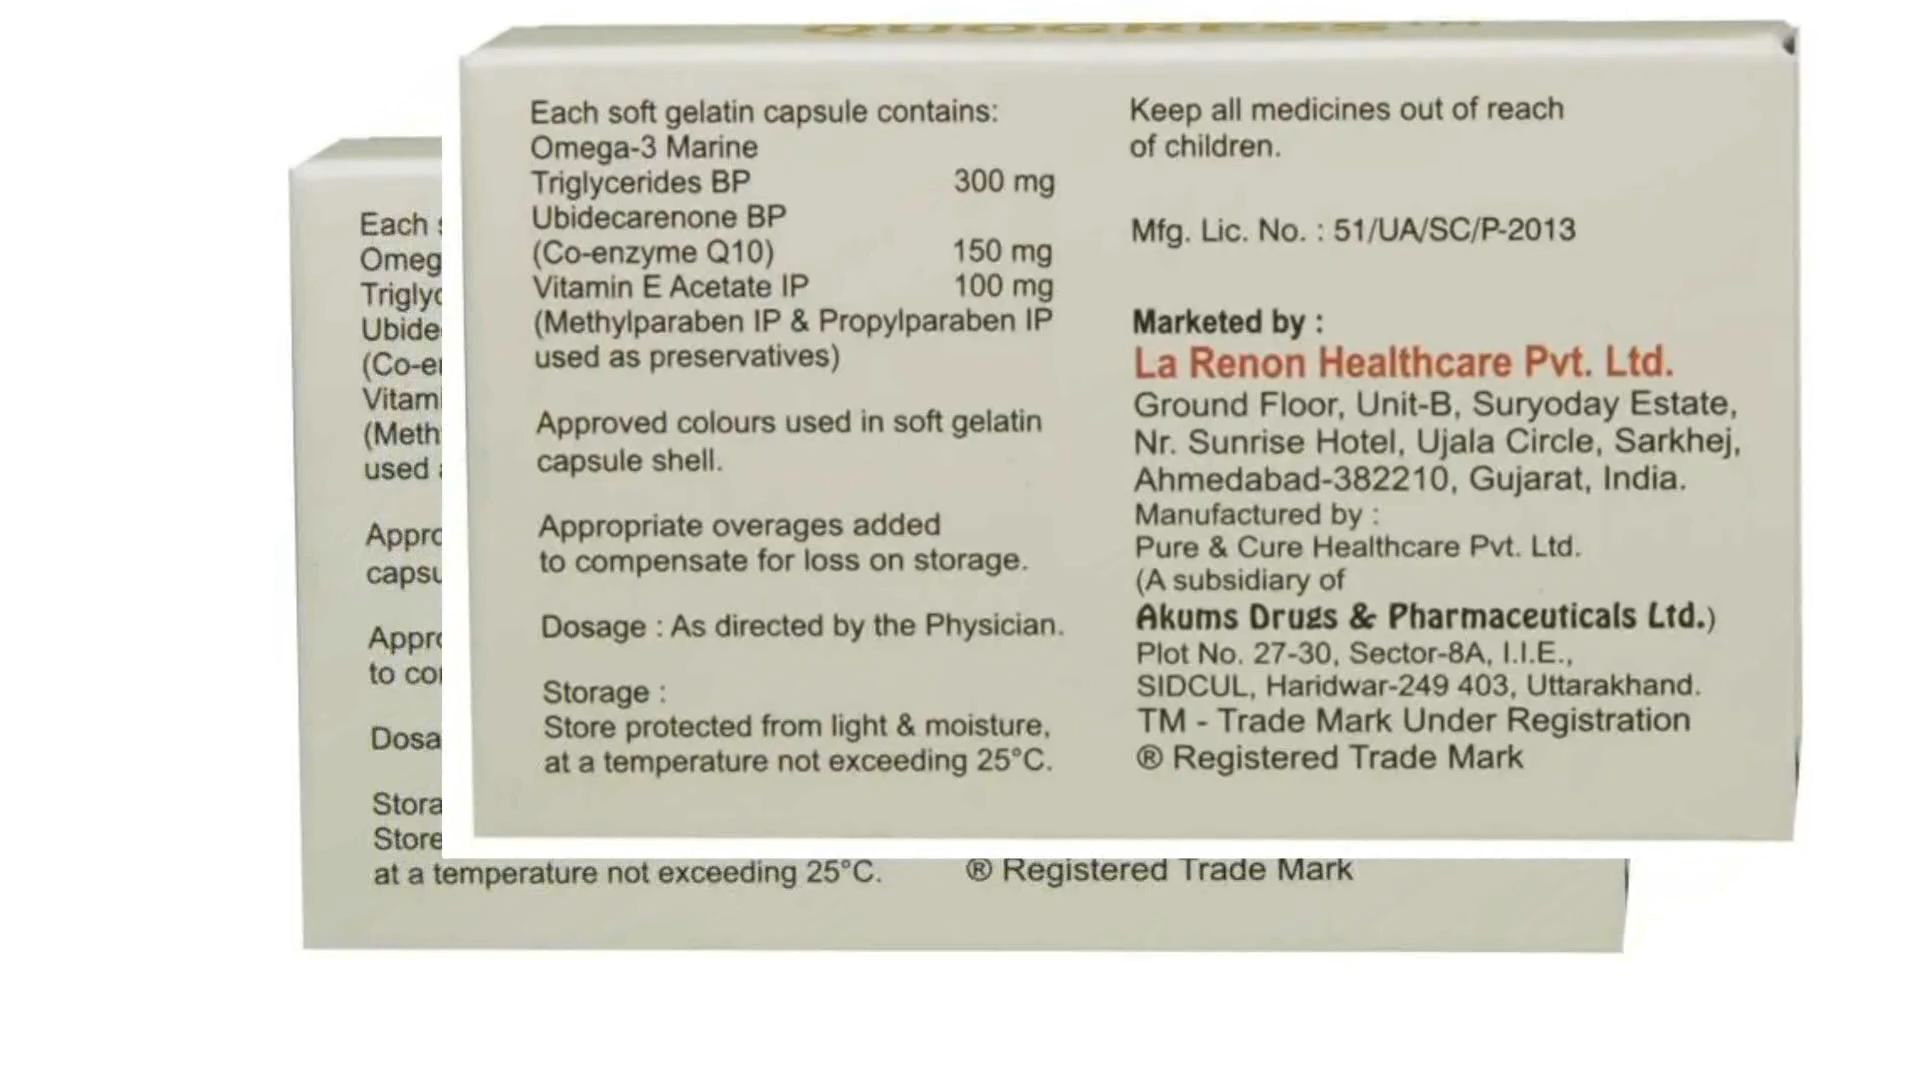 QUOGRESS™
Each soft gelatin capsule contains:
Omega-3 Marine
Triglycerides BP 300 mg
Ubidecarenone BP
(Co-enzyme Q10) 150 mg
Vitamin E Acetate IP 100 mg
(Methylparaben IP & Propylparaben IP
used as preservatives)
Approved colours used in soft gelatin
capsule shell.
Appropriate overages added
to compensate for loss on storage.
Dosage : As directed by the Physician.
Storage :
Store protected from light & moisture,
at a temperature not exceeding 25°C.
Keep all medicines out of reach
of children.
Mfg. Lic. No. : 51/UA/SC/P-2013
Marketed by :
La Renon Healthcare Pvt. Ltd.
Ground Floor, Unit-B, Suryoday Estate,
Nr. Sunrise Hotel, Ujala Circle, Sarkhej,
Ahmedabad-382210, Gujarat, India.
Manufactured by :
Pure & Cure Healthcare Pvt. Ltd.
(A subsidiary of
Akums Drugs & Pharmaceuticals Ltd.)
Plot No. 27-30, Sector-8A, I.I.E.,
SIDCUL, Haridwar-249 403, Uttarakhand.
TM - Trade Mark Under Registration
® Registered Trade Mark
Each
Omeg
Triglyc
Ubide
(Co-e
Vitam
(Meth
used
Appro
capsu
Appro
to co
Dosa
Stora
Store
at a temperature not exceeding 25°C.
® Registered Trade Mark